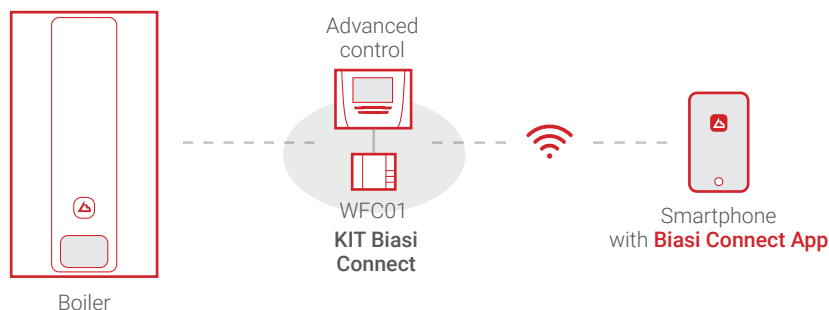 Advanced
control
WFC01
KIT Biasi
Connect
Smartphone
with Biasi Connect App
Boiler